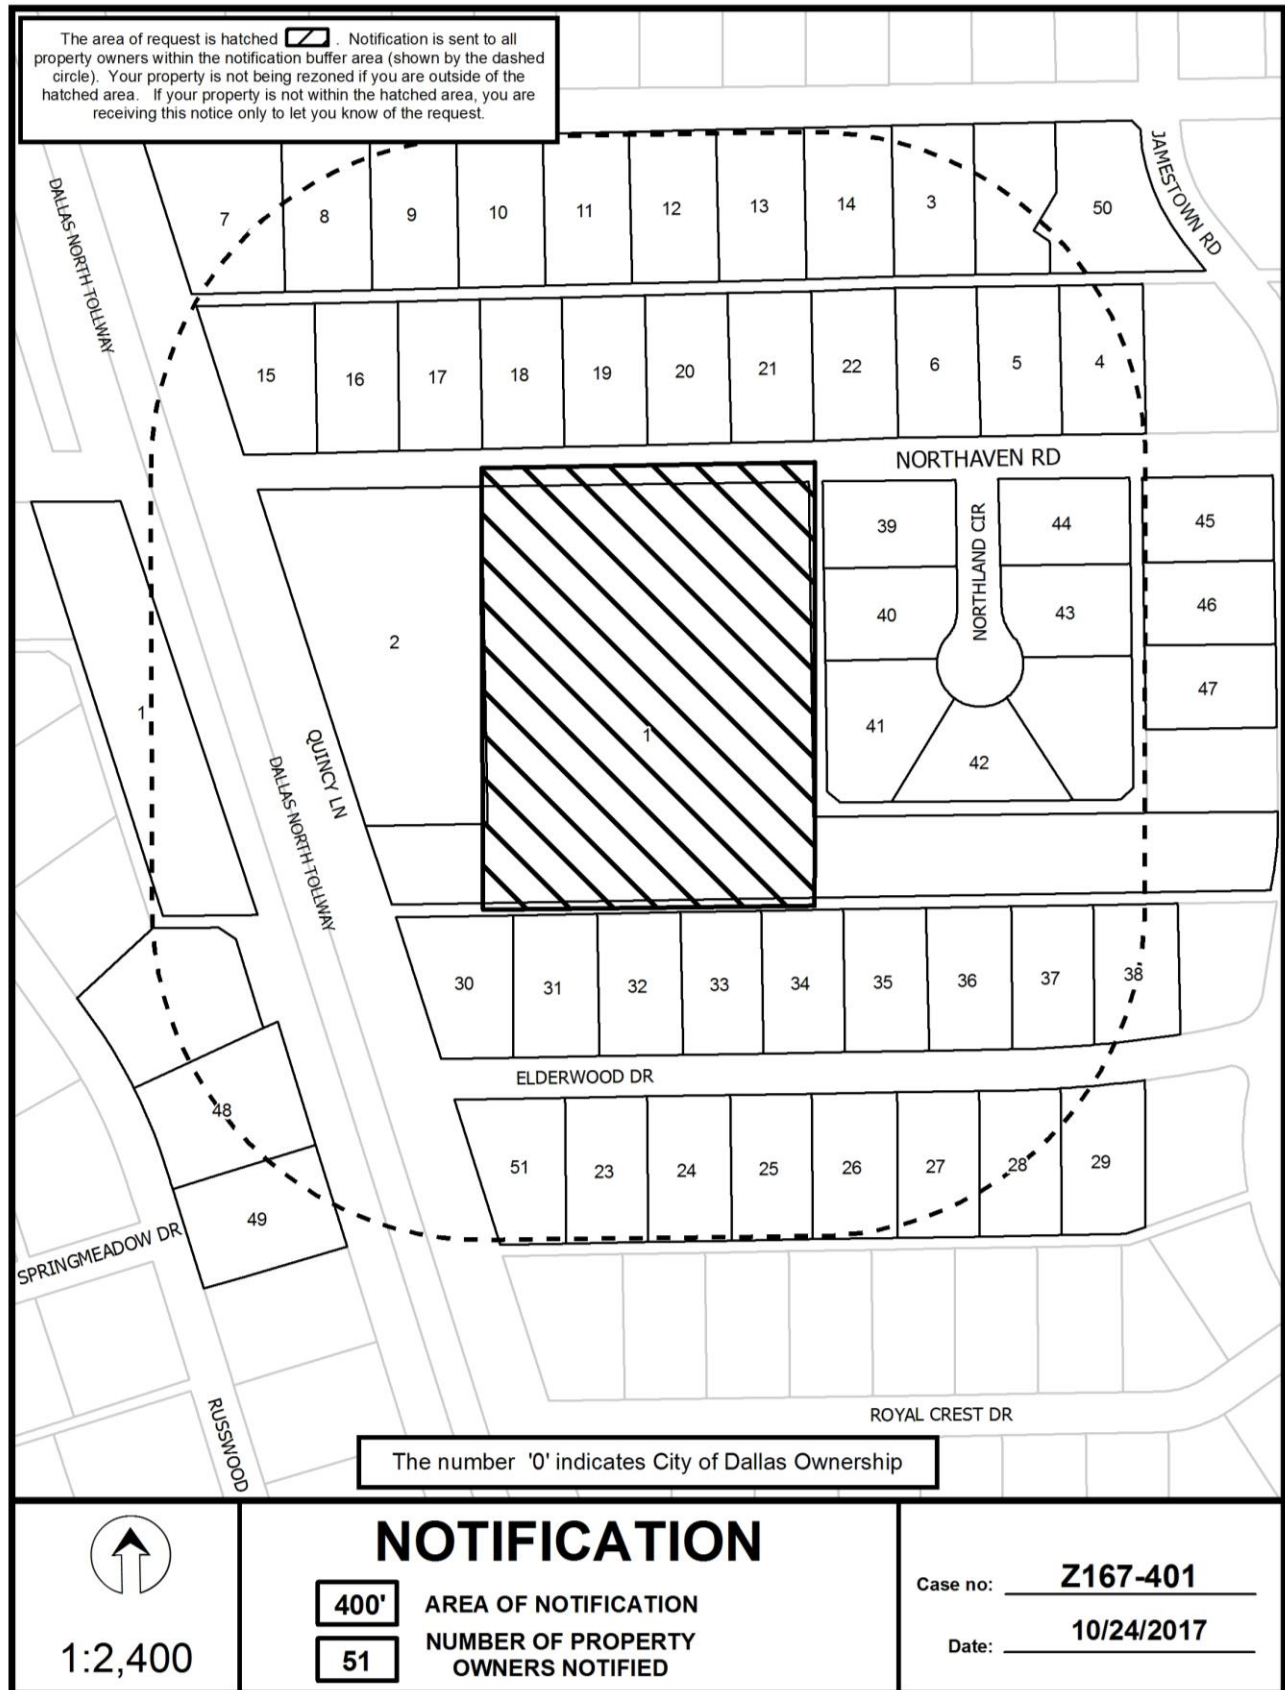 The area of request is hatched . Notification is sent to all
property owners within the notification buffer area (shown by the dashed
circle). Your property is not being rezoned if you are outside of the
hatched area. If your property is not within the hatched area, you are
receiving this notice only to let you know of the request.
JAMESTOWN RD
DALLAS NORTH TOLLWAY
7
8
9
10
11
12
13
14
3
50
15
16
17
18
19
20
21
22
6
5
4
NORTHAVEN RD
39
NORTHLAND CIR
44
45
40
43
46
2
47
1
1
41
42
QUINCY LN
DALLAS NORTH TOLLWAY
30
31
32
33
34
35
36
37
38
ELDERWOOD DR
48
51
23
24
25
26
27
28
29
49
SPRINGMEADOW DR
RUSSWOOD
ROYAL CREST DR
The number '0' indicates City of Dallas Ownership
1:2,400
NOTIFICATION
400' AREA OF NOTIFICATION
51 NUMBER OF PROPERTY
OWNERS NOTIFIED
Case no: Z167-401
Date: 10/24/2017